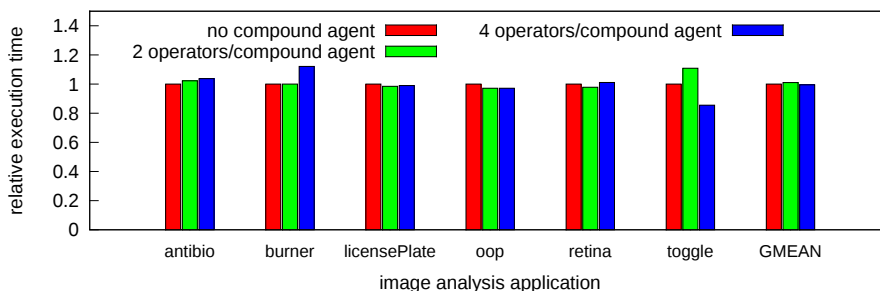 relative execution time
1.4
1.2
1
0.8
0.6
0.4
0.2
0
no compound agent
2 operators/compound agent
4 operators/compound agent
antibio burner licensePlate oop retina toggle GMEAN
image analysis application